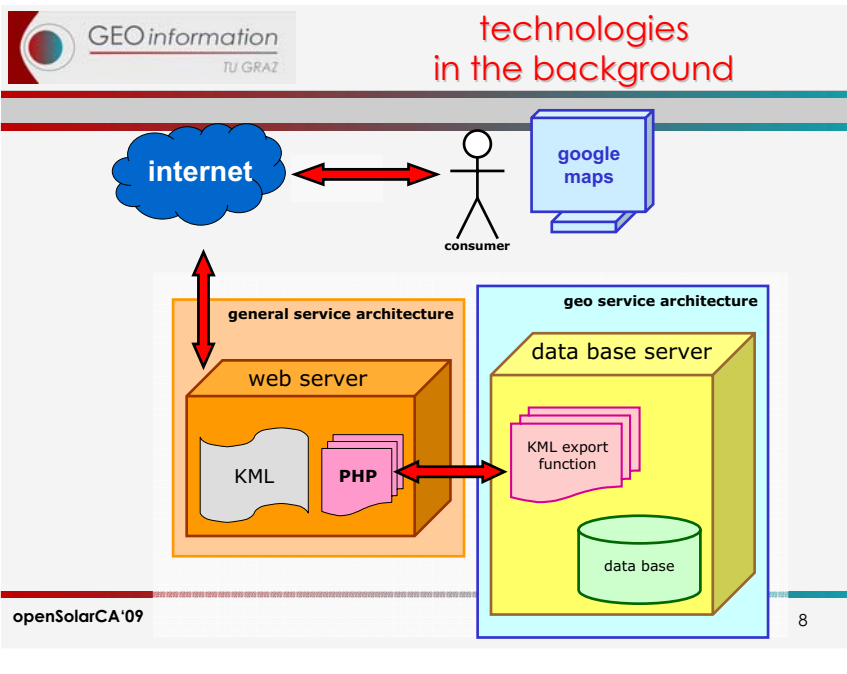 GEOinformation
TU GRAZ
technologies
in the background
internet
google
maps
consumer
general service architecture
geo service architecture
web server
data base server
KML
PHP
KML export
function
data base
openSolarCA‘09
8